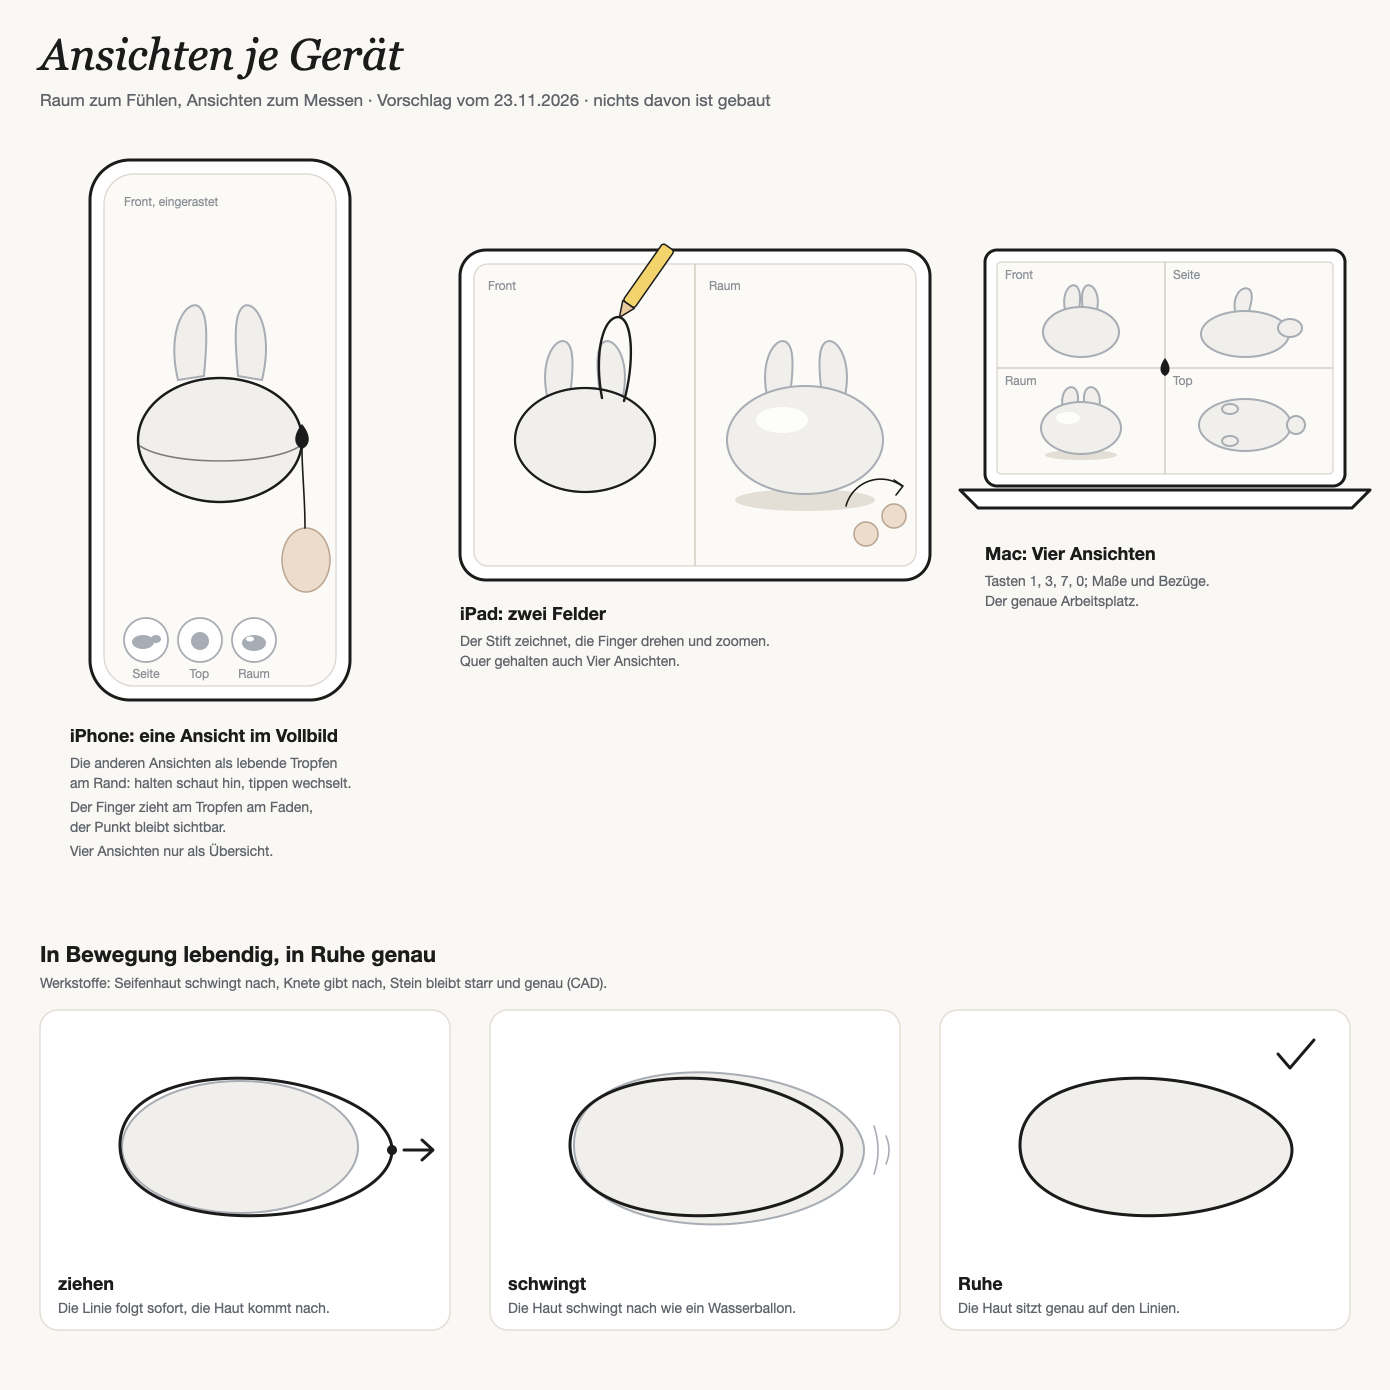 Ansichten je Gerät
Raum zum Fühlen, Ansichten zum Messen · Vorschlag vom 23.11.2026 · nichts davon ist gebaut
Front, eingerastet
Seite
Top
Raum
iPhone: eine Ansicht im Vollbild
Die anderen Ansichten als lebende Tropfen
am Rand: halten schaut hin, tippen wechselt.
Der Finger zieht am Tropfen am Faden,
der Punkt bleibt sichtbar.
Vier Ansichten nur als Übersicht.
Front
Raum
iPad: zwei Felder
Der Stift zeichnet, die Finger drehen und zoomen.
Quer gehalten auch Vier Ansichten.
Front
Seite
Raum
Top
Mac: Vier Ansichten
Tasten 1, 3, 7, 0; Maße und Bezüge.
Der genaue Arbeitsplatz.
In Bewegung lebendig, in Ruhe genau
Werkstoffe: Seifenhaut schwingt nach, Knete gibt nach, Stein bleibt starr und genau (CAD).
ziehen
Die Linie folgt sofort, die Haut kommt nach.
schwingt
Die Haut schwingt nach wie ein Wasserballon.
Ruhe
Die Haut sitzt genau auf den Linien.